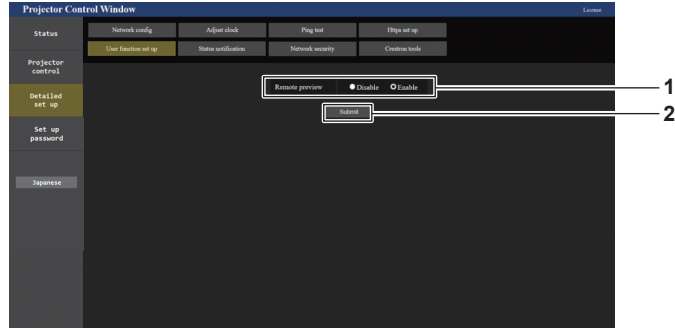 Projector Control Window
License
Status
Network config
Adjust clock
Ping test
Https set up
User function set up
Status notification
Network security
Crestron tools
Projector
control
Detailed
set up
Set up
password
Japanese
Remote preview
Disable
Enable
Submit
1
2